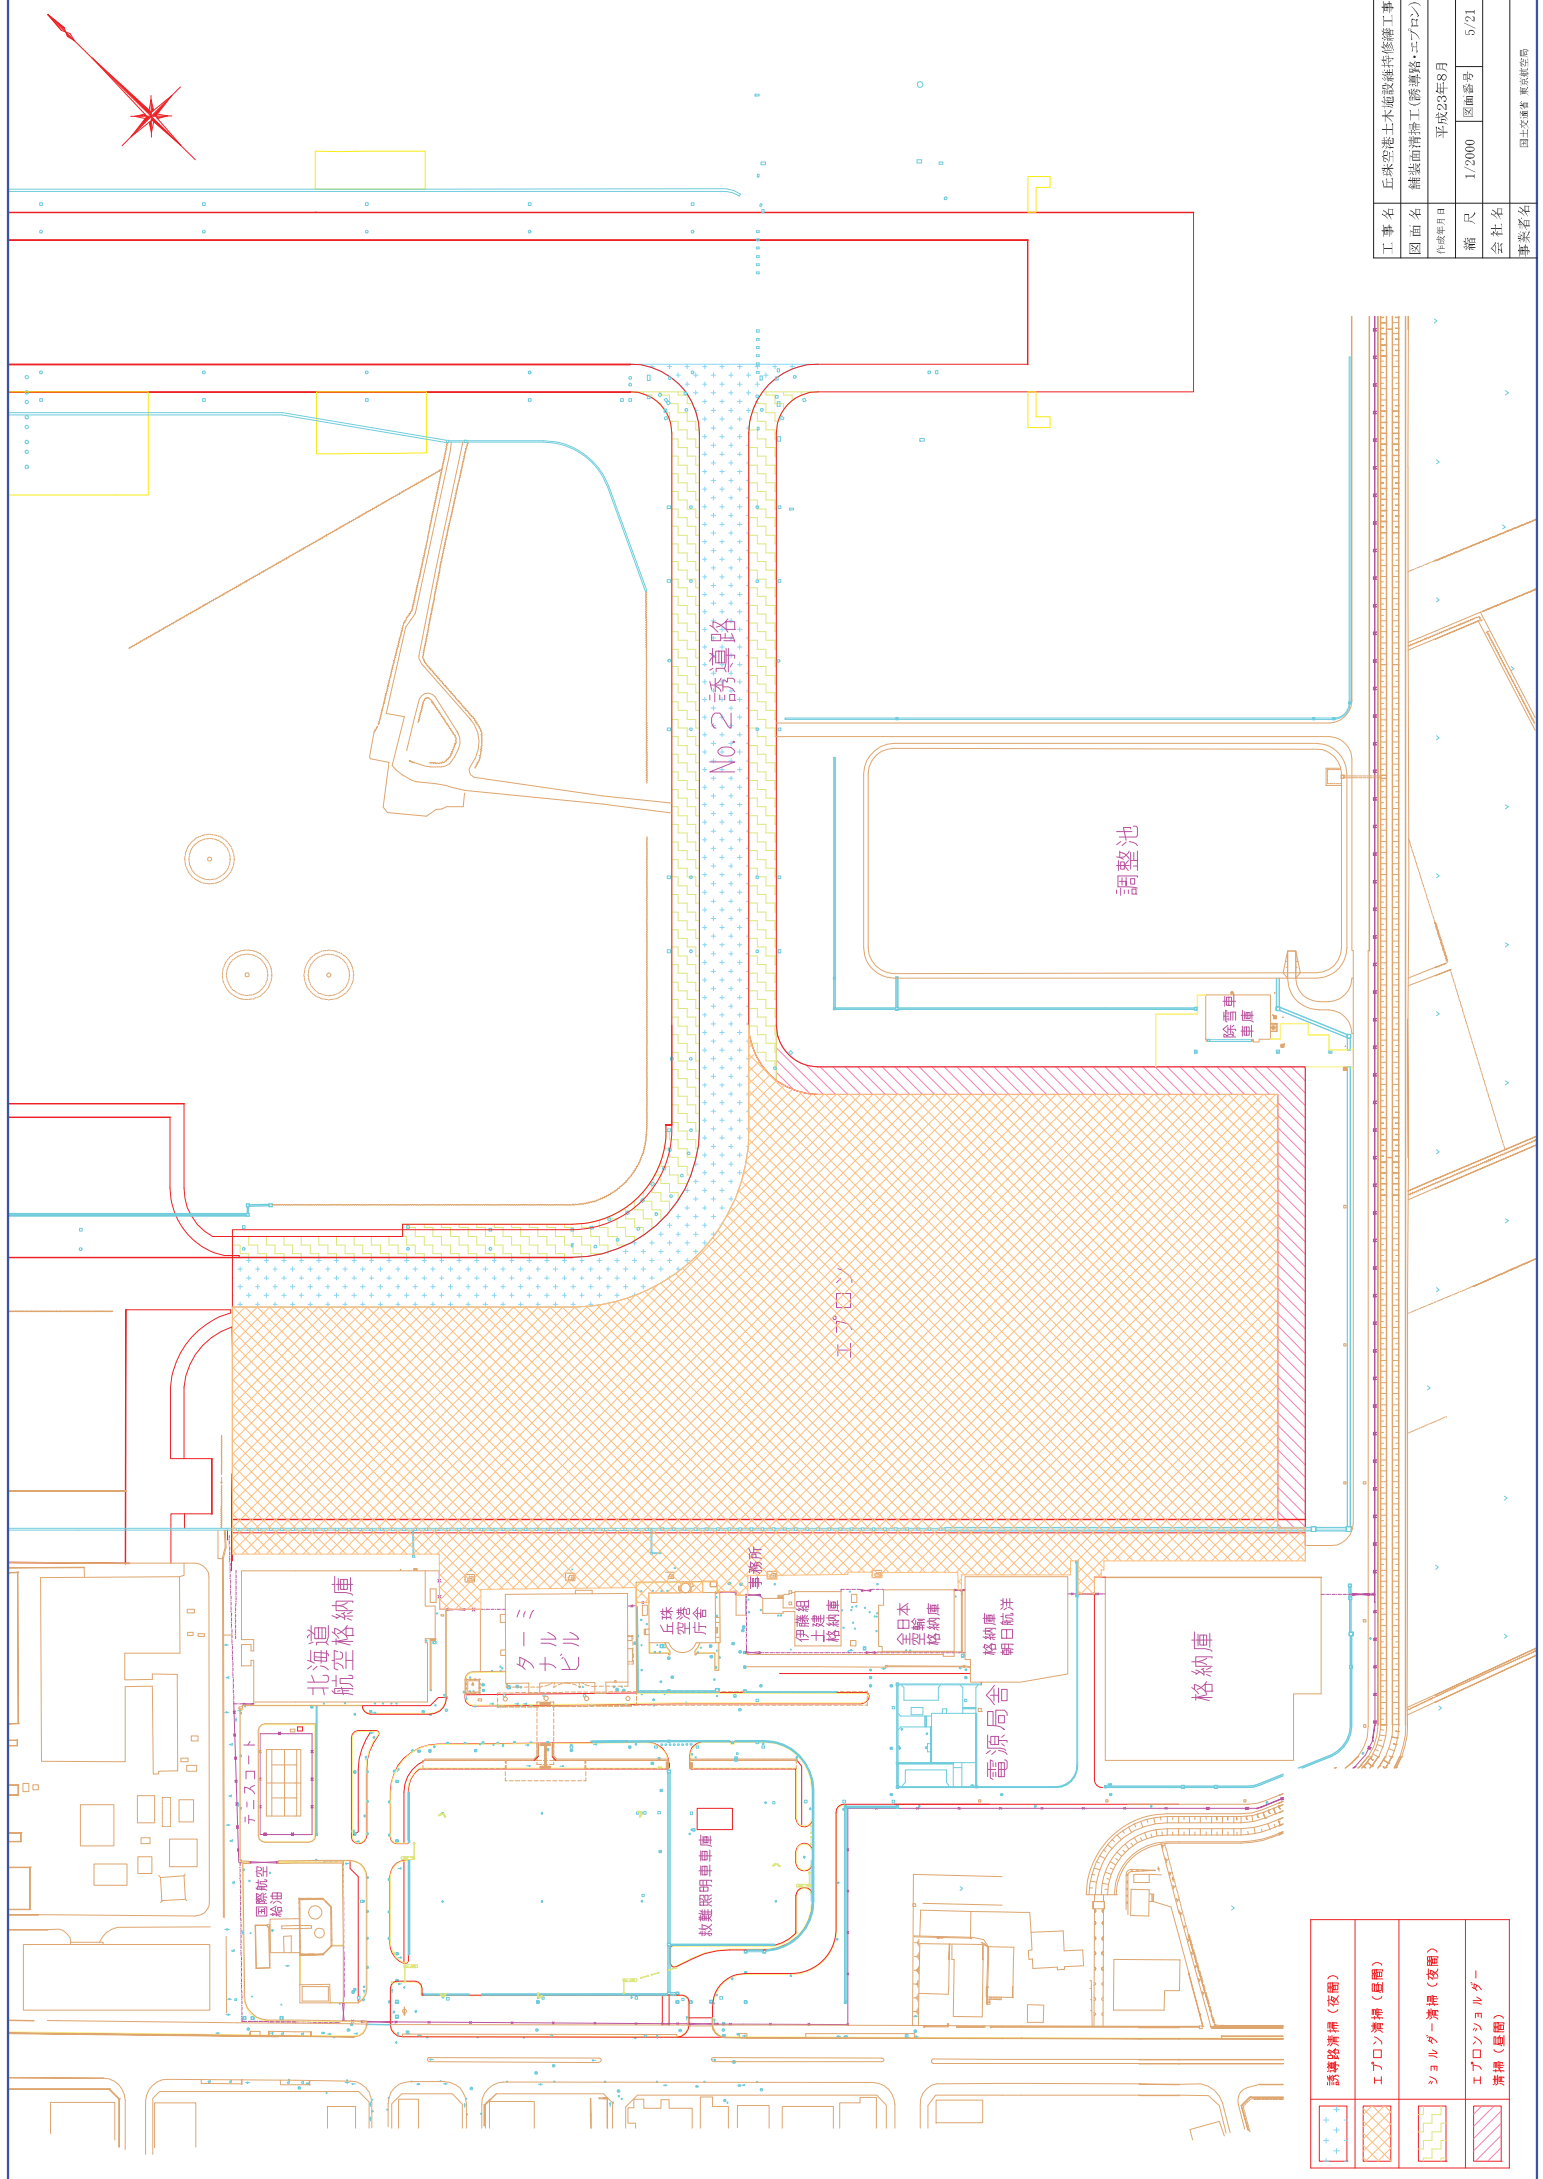 工事名 丘珠空港土木施設維持修繕工事
図面名 舗装面清掃工(誘導路・エプロン)
作成年月日 平成23年8月
縮尺 1/2000 図面番号 5/21
会社名
事業者名 国土交通省 東京航空局
No.2誘導路
調整池
除雪車
車庫
エプロン
北海道
航空格納庫
ターミ
ナル
ビル
丘珠
空港
庁舎
事務所
伊藤組
土建
格納庫
全日本
空輸
格納庫
格納庫
朝日航洋
格納庫
電源局舎
テニスコート
国際航空
給油
救難照明車車庫
誘導路清掃(夜間)
エプロン清掃(昼間)
ショルダー清掃(夜間)
エプロンショルダー
清掃(昼間)